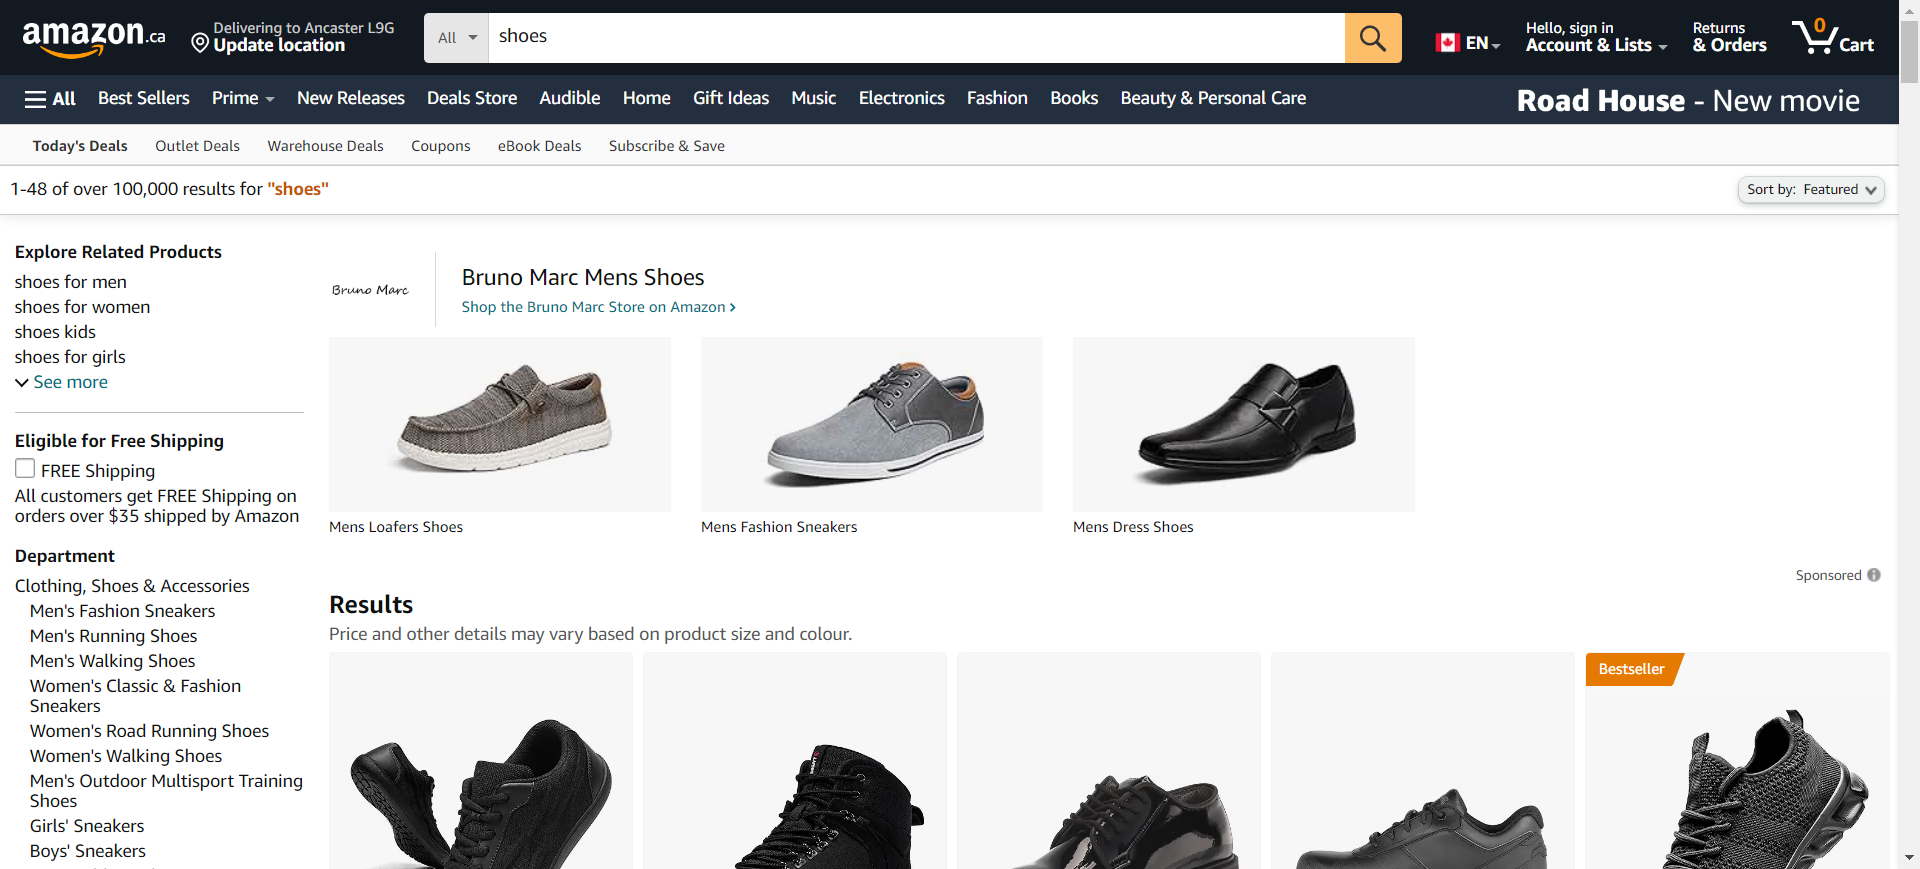 amazon.ca
Delivering to Ancaster L9G
Update location
All
shoes
EN
Hello, sign in
Account & Lists
Returns
& Orders
0
Cart
All
Best Sellers
Prime
New Releases
Deals Store
Audible
Home
Gift Ideas
Music
Electronics
Fashion
Books
Beauty & Personal Care
Road House - New movie
Today's Deals
Outlet Deals
Warehouse Deals
Coupons
eBook Deals
Subscribe & Save
1-48 of over 100,000 results for "shoes"
Sort by: Featured
Explore Related Products
shoes for men
shoes for women
shoes kids
shoes for girls
See more
Eligible for Free Shipping
FREE Shipping
All customers get FREE Shipping on
orders over $35 shipped by Amazon
Department
Clothing, Shoes & Accessories
Men's Fashion Sneakers
Men's Running Shoes
Men's Walking Shoes
Women's Classic & Fashion
Sneakers
Women's Road Running Shoes
Women's Walking Shoes
Men's Outdoor Multisport Training
Shoes
Girls' Sneakers
Boys' Sneakers
Bruno Marc
Bruno Marc Mens Shoes
Shop the Bruno Marc Store on Amazon ›
Mens Loafers Shoes
Mens Fashion Sneakers
Mens Dress Shoes
Sponsored
Results
Price and other details may vary based on product size and colour.
Bestseller